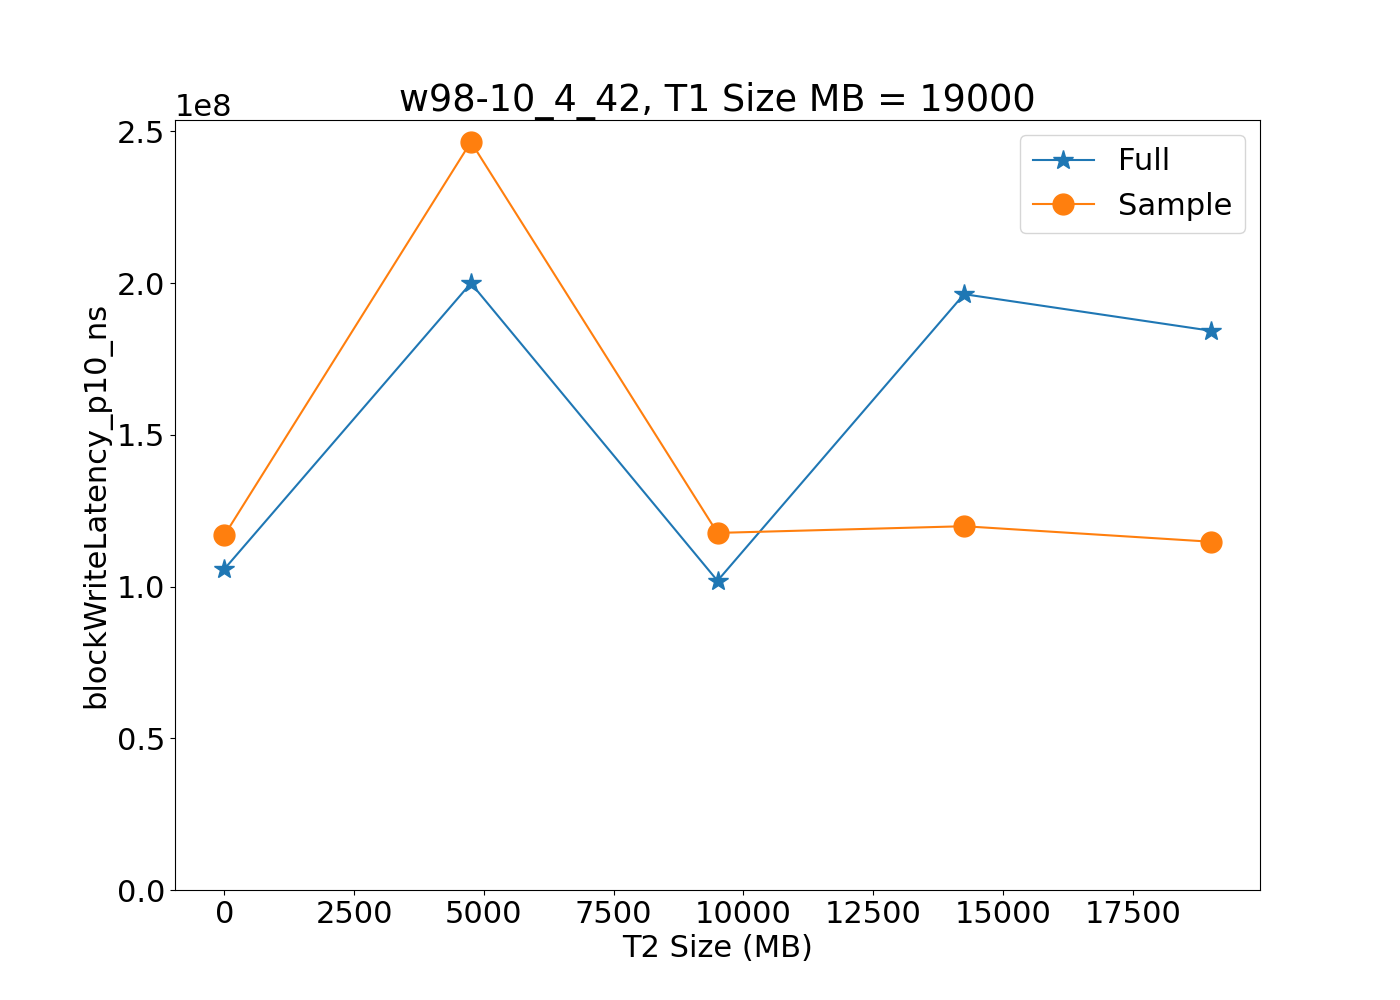 w98-10_4_42, T1 Size MB = 19000
1e8
2.5
2.0
1.5
1.0
0.5
0.0
blockWriteLatency_p10_ns
Full
Sample
0 2500 5000 7500 10000 12500 15000 17500
T2 Size (MB)